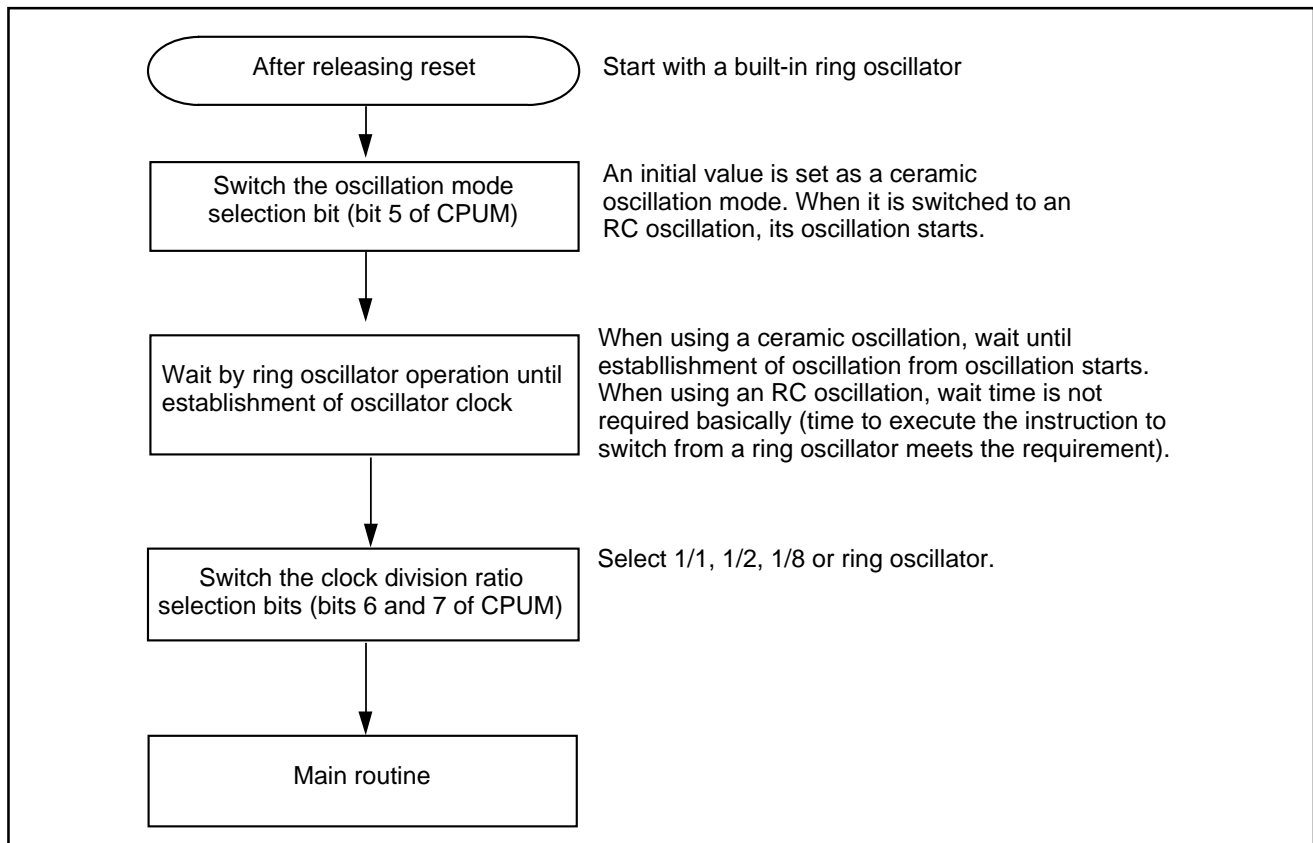 After releasing reset
Start with a built-in ring oscillator
Switch the oscillation mode
selection bit (bit 5 of CPUM)
An initial value is set as a ceramic
oscillation mode. When it is switched to an
RC oscillation, its oscillation starts.
Wait by ring oscillator operation until
establishment of oscillator clock
When using a ceramic oscillation, wait until
establlishment of oscillation from oscillation starts.
When using an RC oscillation, wait time is not
required basically (time to execute the instruction to
switch from a ring oscillator meets the requirement).
Switch the clock division ratio
selection bits (bits 6 and 7 of CPUM)
Select 1/1, 1/2, 1/8 or ring oscillator.
Main routine